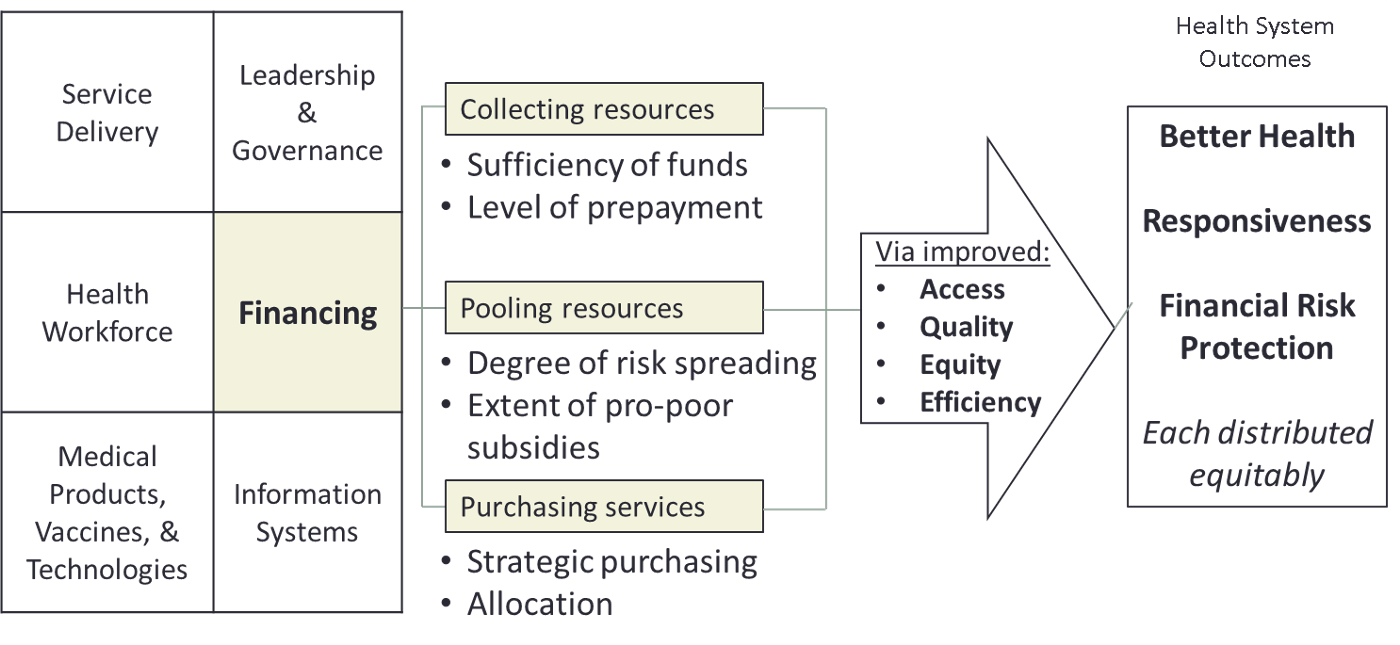 Service
Delivery
Leadership
&
Governance
Health
Workforce
Financing
Medical
Products,
Vaccines, &
Technologies
Information
Systems
Collecting resources
• Sufficiency of funds
• Level of prepayment
Pooling resources
• Degree of risk spreading
• Extent of pro-poor
subsidies
Purchasing services
• Strategic purchasing
• Allocation
Via improved:
• Access
• Quality
• Equity
• Efficiency
Health System
Outcomes
Better Health
Responsiveness
Financial Risk
Protection
Each distributed
equitably